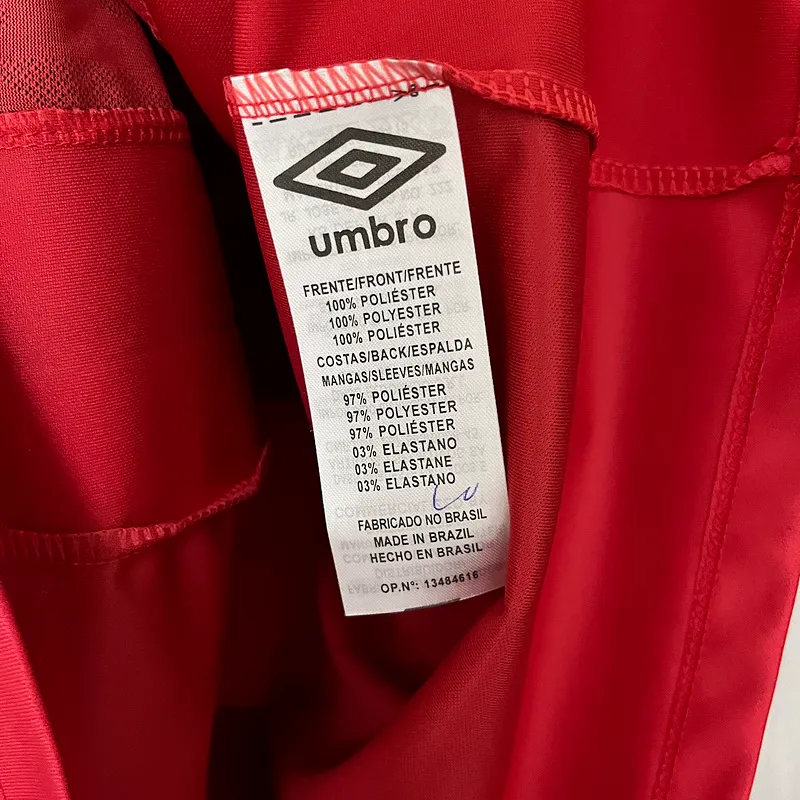 umbro
FRENTE/FRONT/FRENTE
100% POLIÉSTER
100% POLYESTER
100% POLIÉSTER
COSTAS/BACK/ESPALDA
MANGAS/SLEEVES/MANGAS
97% POLIÉSTER
97% POLYESTER
97% POLIÉSTER
03% ELASTANO
03% ELASTANE
03% ELASTANO
FABRICADO NO BRASIL
MADE IN BRAZIL
HECHO EN BRASIL
OP.Nº: 13484616